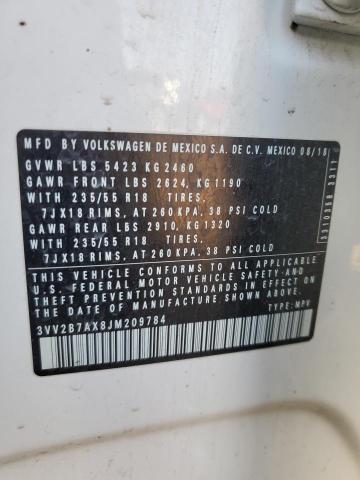 MFD BY VOLKSWAGEN DE MEXICO S.A. DE C.V. MEXICO 08/18
GVWR LBS 5423 KG 2460
GAWR FRONT LBS 2624, KG 1190
WITH 235/55 R18 TIRES,
7JX18 RIMS, AT 260 KPA, 38 PSI COLD
GAWR REAR LBS 2910, KG 1320
WITH 235/55 R18 TIRES,
7JX18 RIMS, AT 260 KPA, 38 PSI COLD
THIS VEHICLE CONFORMS TO ALL APPLICABLE
U.S. FEDERAL MOTOR VEHICLE SAFETY AND
THEFT PREVENTION STANDARDS IN EFFECT ON
THE DATE OF MANUFACTURE SHOWN ABOVE.
3VV2B7AX8JM209784 TYPE: MPV